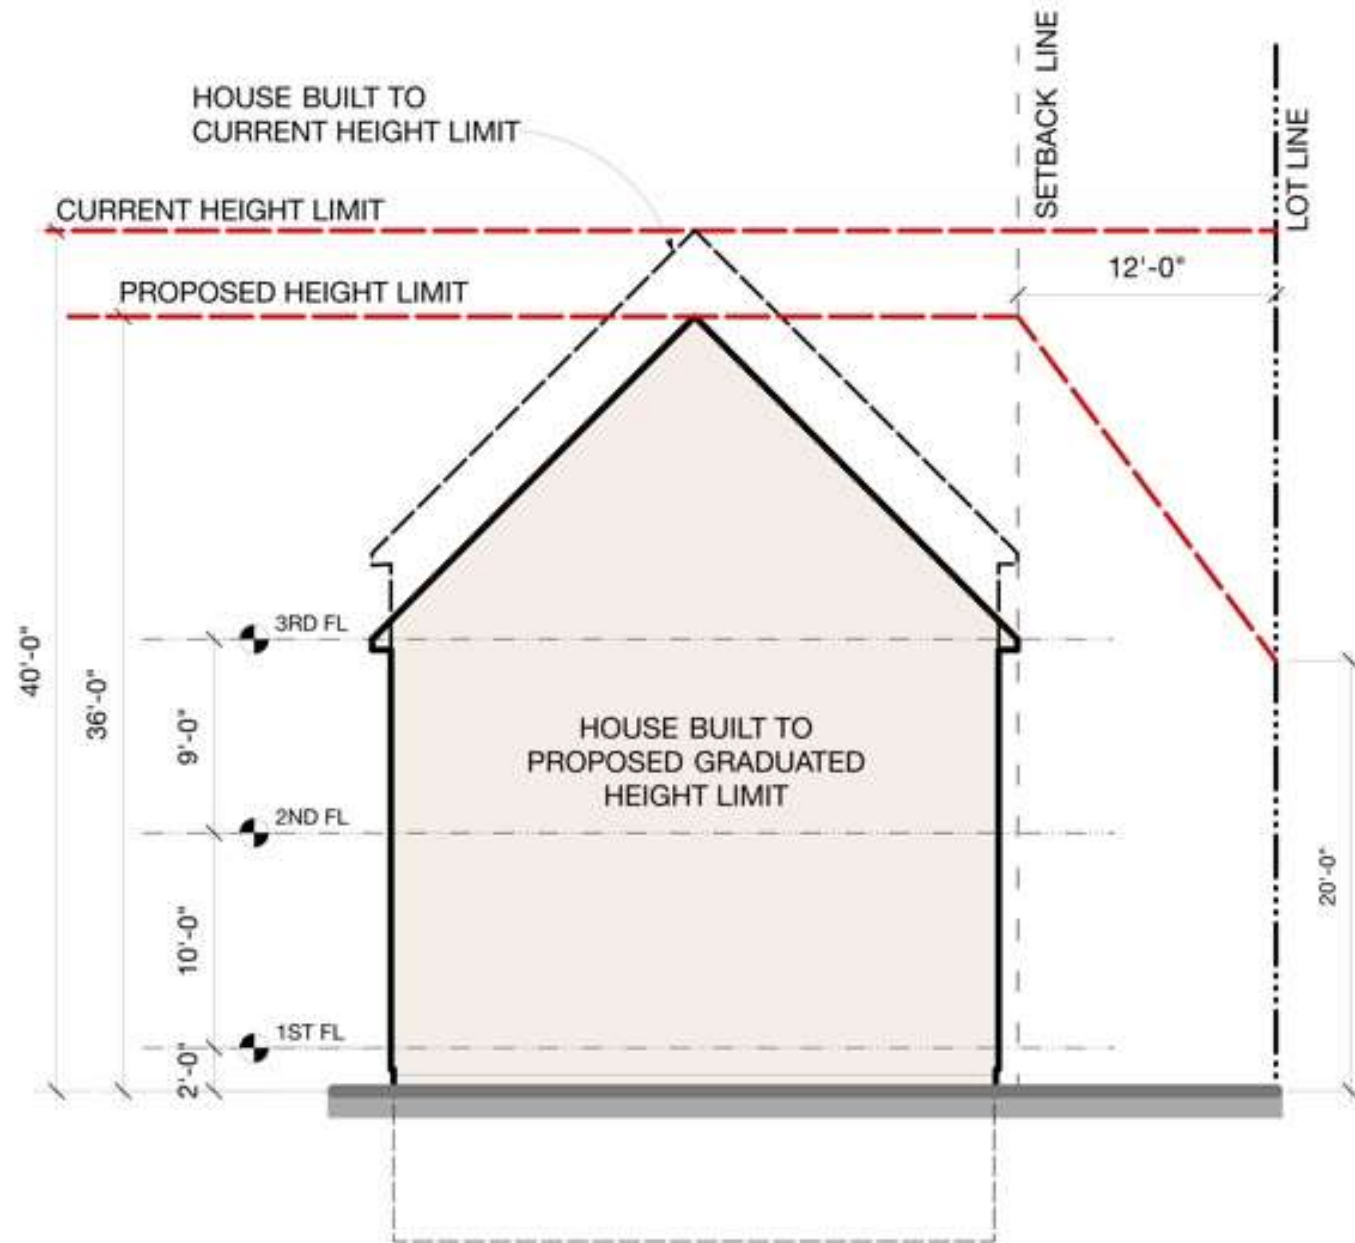 HOUSE BUILT TO
CURRENT HEIGHT LIMIT
SETBACK LINE
LOT LINE
CURRENT HEIGHT LIMIT
12'-0"
PROPOSED HEIGHT LIMIT
3RD FL
40'-0"
36'-0"
9'-0"
HOUSE BUILT TO
PROPOSED GRADUATED
HEIGHT LIMIT
2ND FL
20'-0"
10'-0"
1ST FL
2'-0"